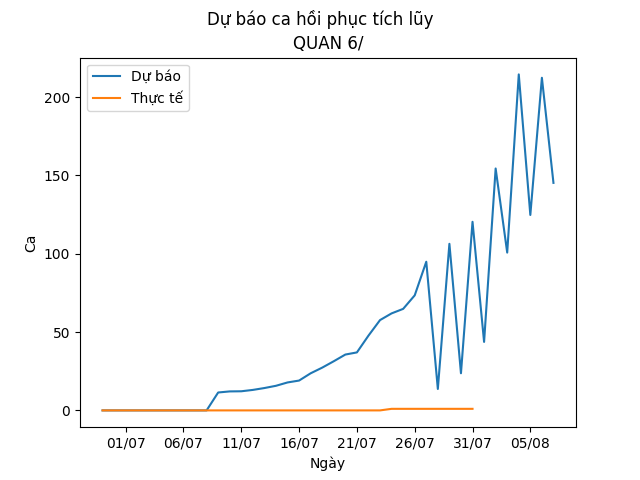 Dự báo ca hồi phục tích lũy
QUAN 6/
Dự báo
Thực tế
200
150
100
50
0
Ca
01/07 06/07 11/07 16/07 21/07 26/07 31/07 05/08
Ngày